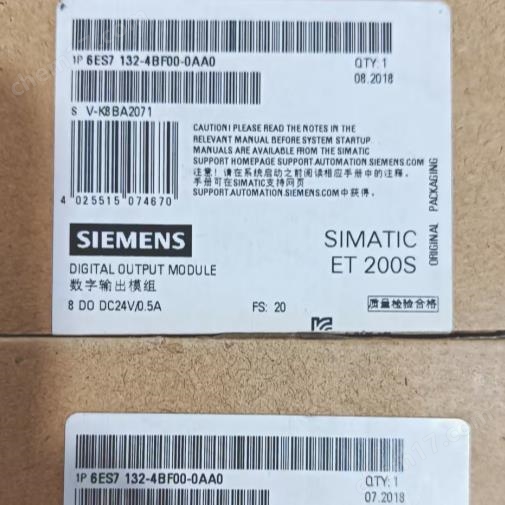 1P 6ES7 132-4BF00-0AA0
QTY: 1
08.2018
S V-K8BA2071
CAUTION! PLEASE READ THE NOTES IN THE
RELEVANT MANUAL BEFORE SYSTEM STARTUP.
MANUALS ARE AVAILABLE FROM THE SIMATIC
SUPPORT HOMEPAGE SUPPORT.AUTOMATION.SIEMENS.COM
注意!请在系统启动之前阅读相应手册中的注释。
手册可在SIMATIC支持网页
SUPPORT.AUTOMATION.SIEMENS.COM中获得。
4 025515 074670
ORIGINAL PACKAGING
SIEMENS
SIMATIC
ET 200S
DIGITAL OUTPUT MODULE
数字输出模组
8 DO DC24V/0.5A
FS: 20
质量检验合格
1P 6ES7 132-4BF00-0AA0
QTY: 1
07.2018